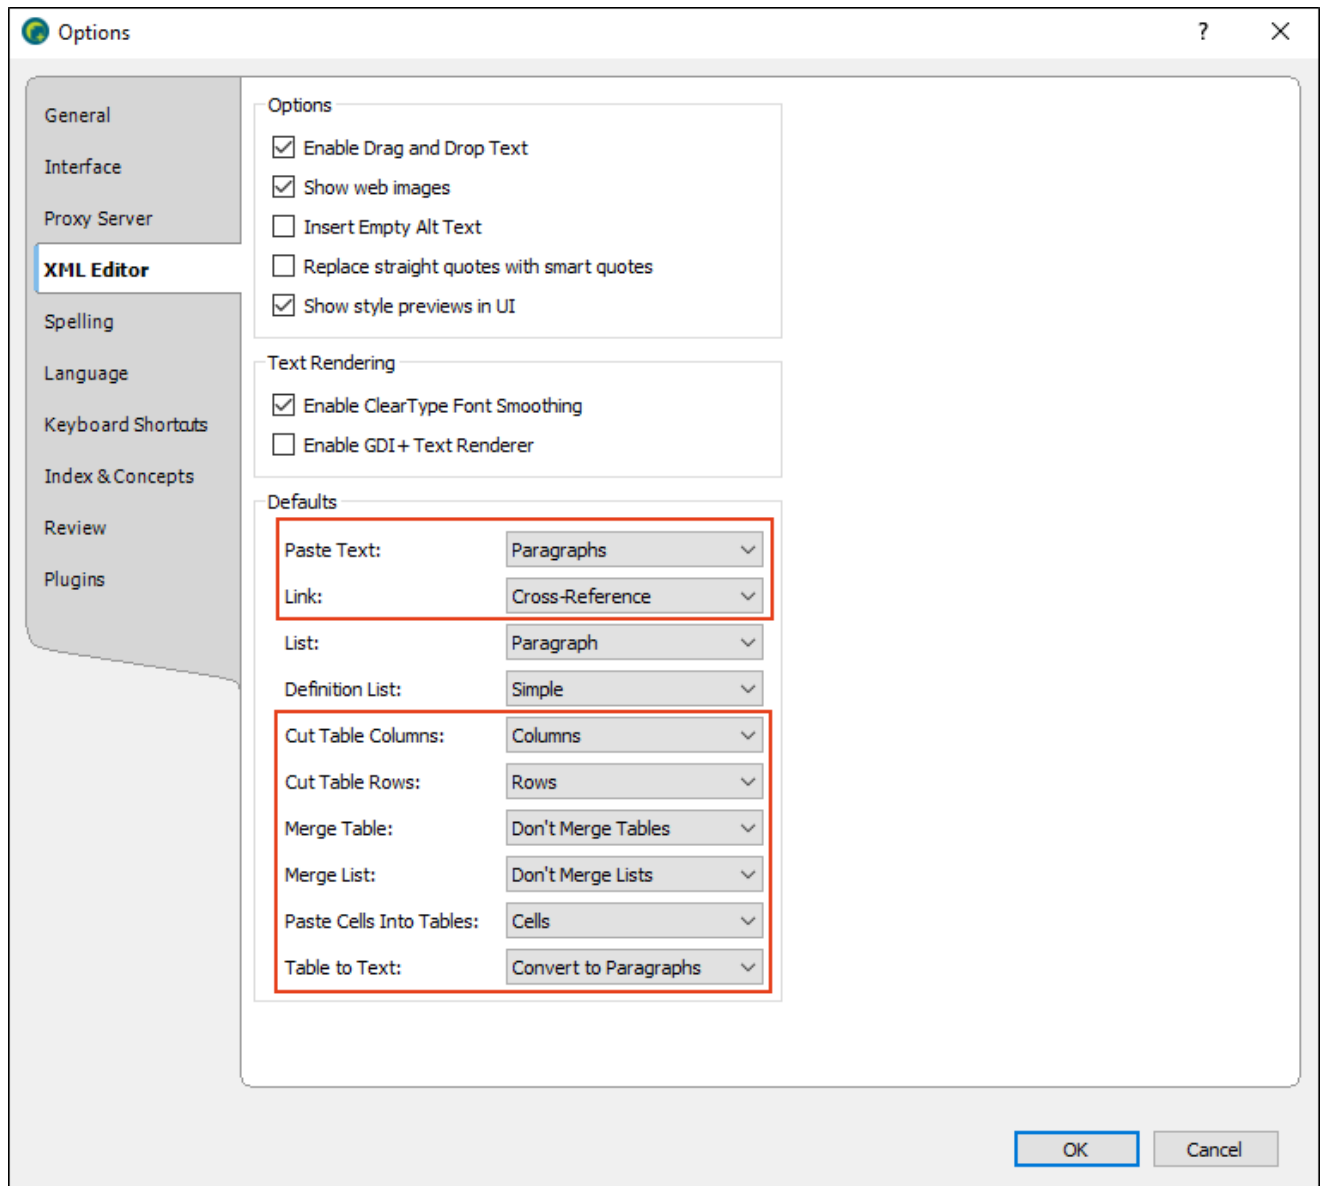 Options
?
General
Interface
Proxy Server
XML Editor
Spelling
Language
Keyboard Shortcuts
Index & Concepts
Review
Plugins
Options
Enable Drag and Drop Text
Show web images
Insert Empty Alt Text
Replace straight quotes with smart quotes
Show style previews in UI
Text Rendering
Enable ClearType Font Smoothing
Enable GDI+ Text Renderer
Defaults
Paste Text: Paragraphs
Link: Cross-Reference
List: Paragraph
Definition List: Simple
Cut Table Columns: Columns
Cut Table Rows: Rows
Merge Table: Don't Merge Tables
Merge List: Don't Merge Lists
Paste Cells Into Tables: Cells
Table to Text: Convert to Paragraphs
OK Cancel